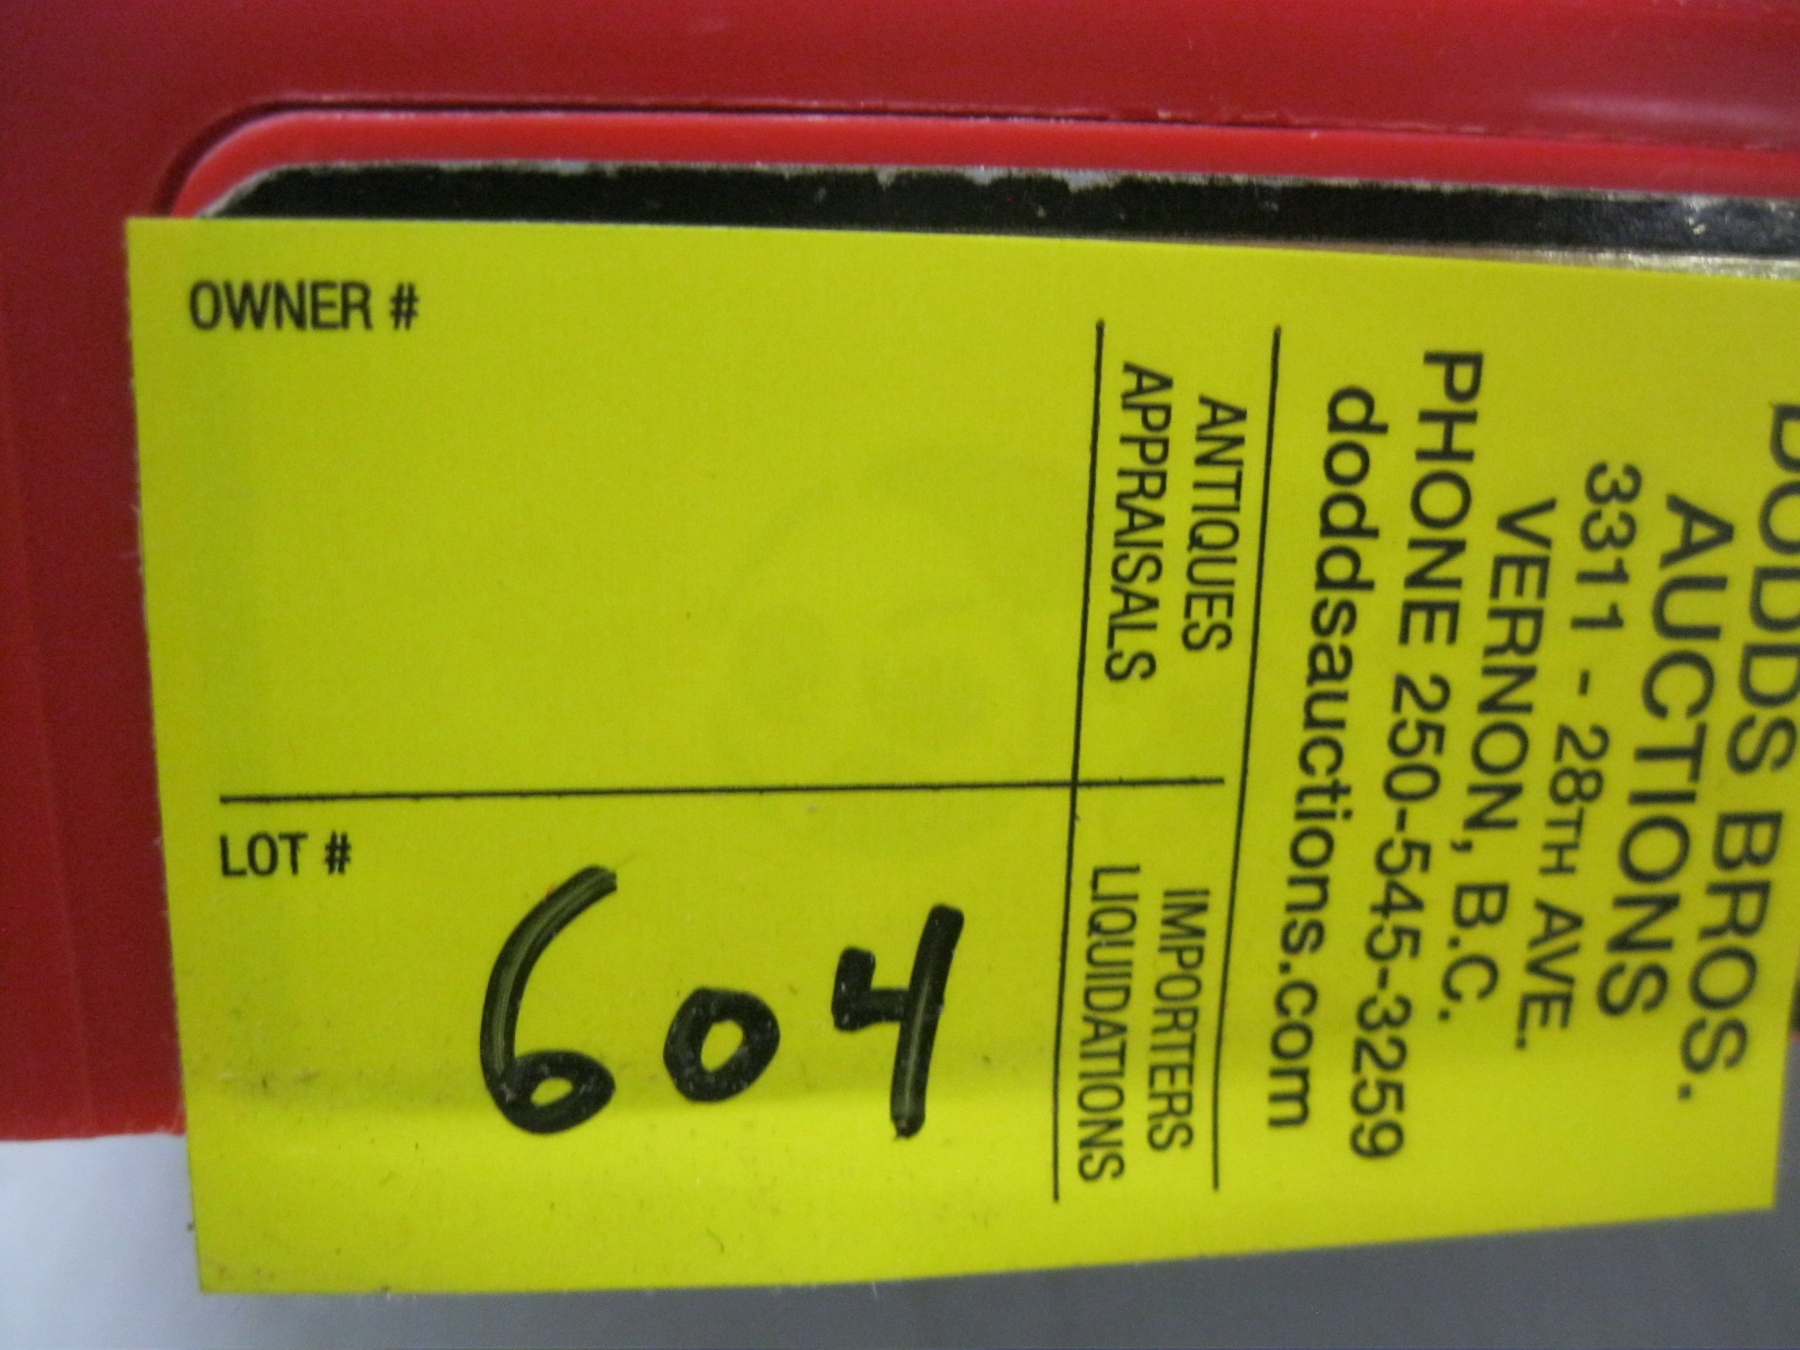 DODDS BROS.
AUCTIONS
3311 - 28TH AVE.
VERNON, B.C.
PHONE 250-545-3259
doddsauctions.com
ANTIQUES
APPRAISALS
IMPORTERS
LIQUIDATIONS
OWNER #
LOT #
604